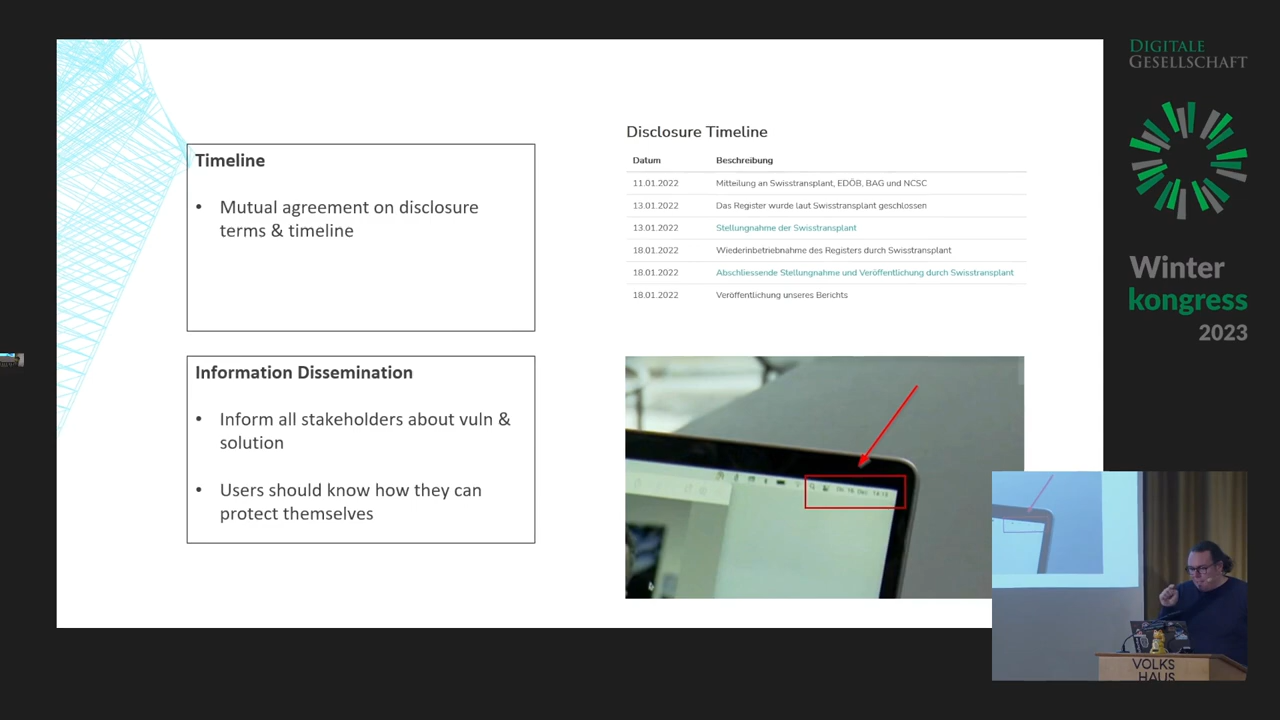 Timeline
• Mutual agreement on disclosure
terms & timeline
Information Dissemination
• Inform all stakeholders about vuln &
solution
• Users should know how they can
protect themselves
Disclosure Timeline
Datum Beschreibung
11.01.2022 Mitteilung an Swisstransplant, EDÖB, BAG und NCSC
13.01.2022 Das Register wurde laut Swisstransplant geschlossen
13.01.2022 Stellungnahme der Swisstransplant
18.01.2022 Wiederinbetriebnahme des Registers durch Swisstransplant
18.01.2022 Abschliessende Stellungnahme und Veröffentlichung durch Swisstransplant
18.01.2022 Veröffentlichung unseres Berichts
DIGITALE
GESELLSCHAFT
Winter
kongress
2023
VOLKS
HAUS